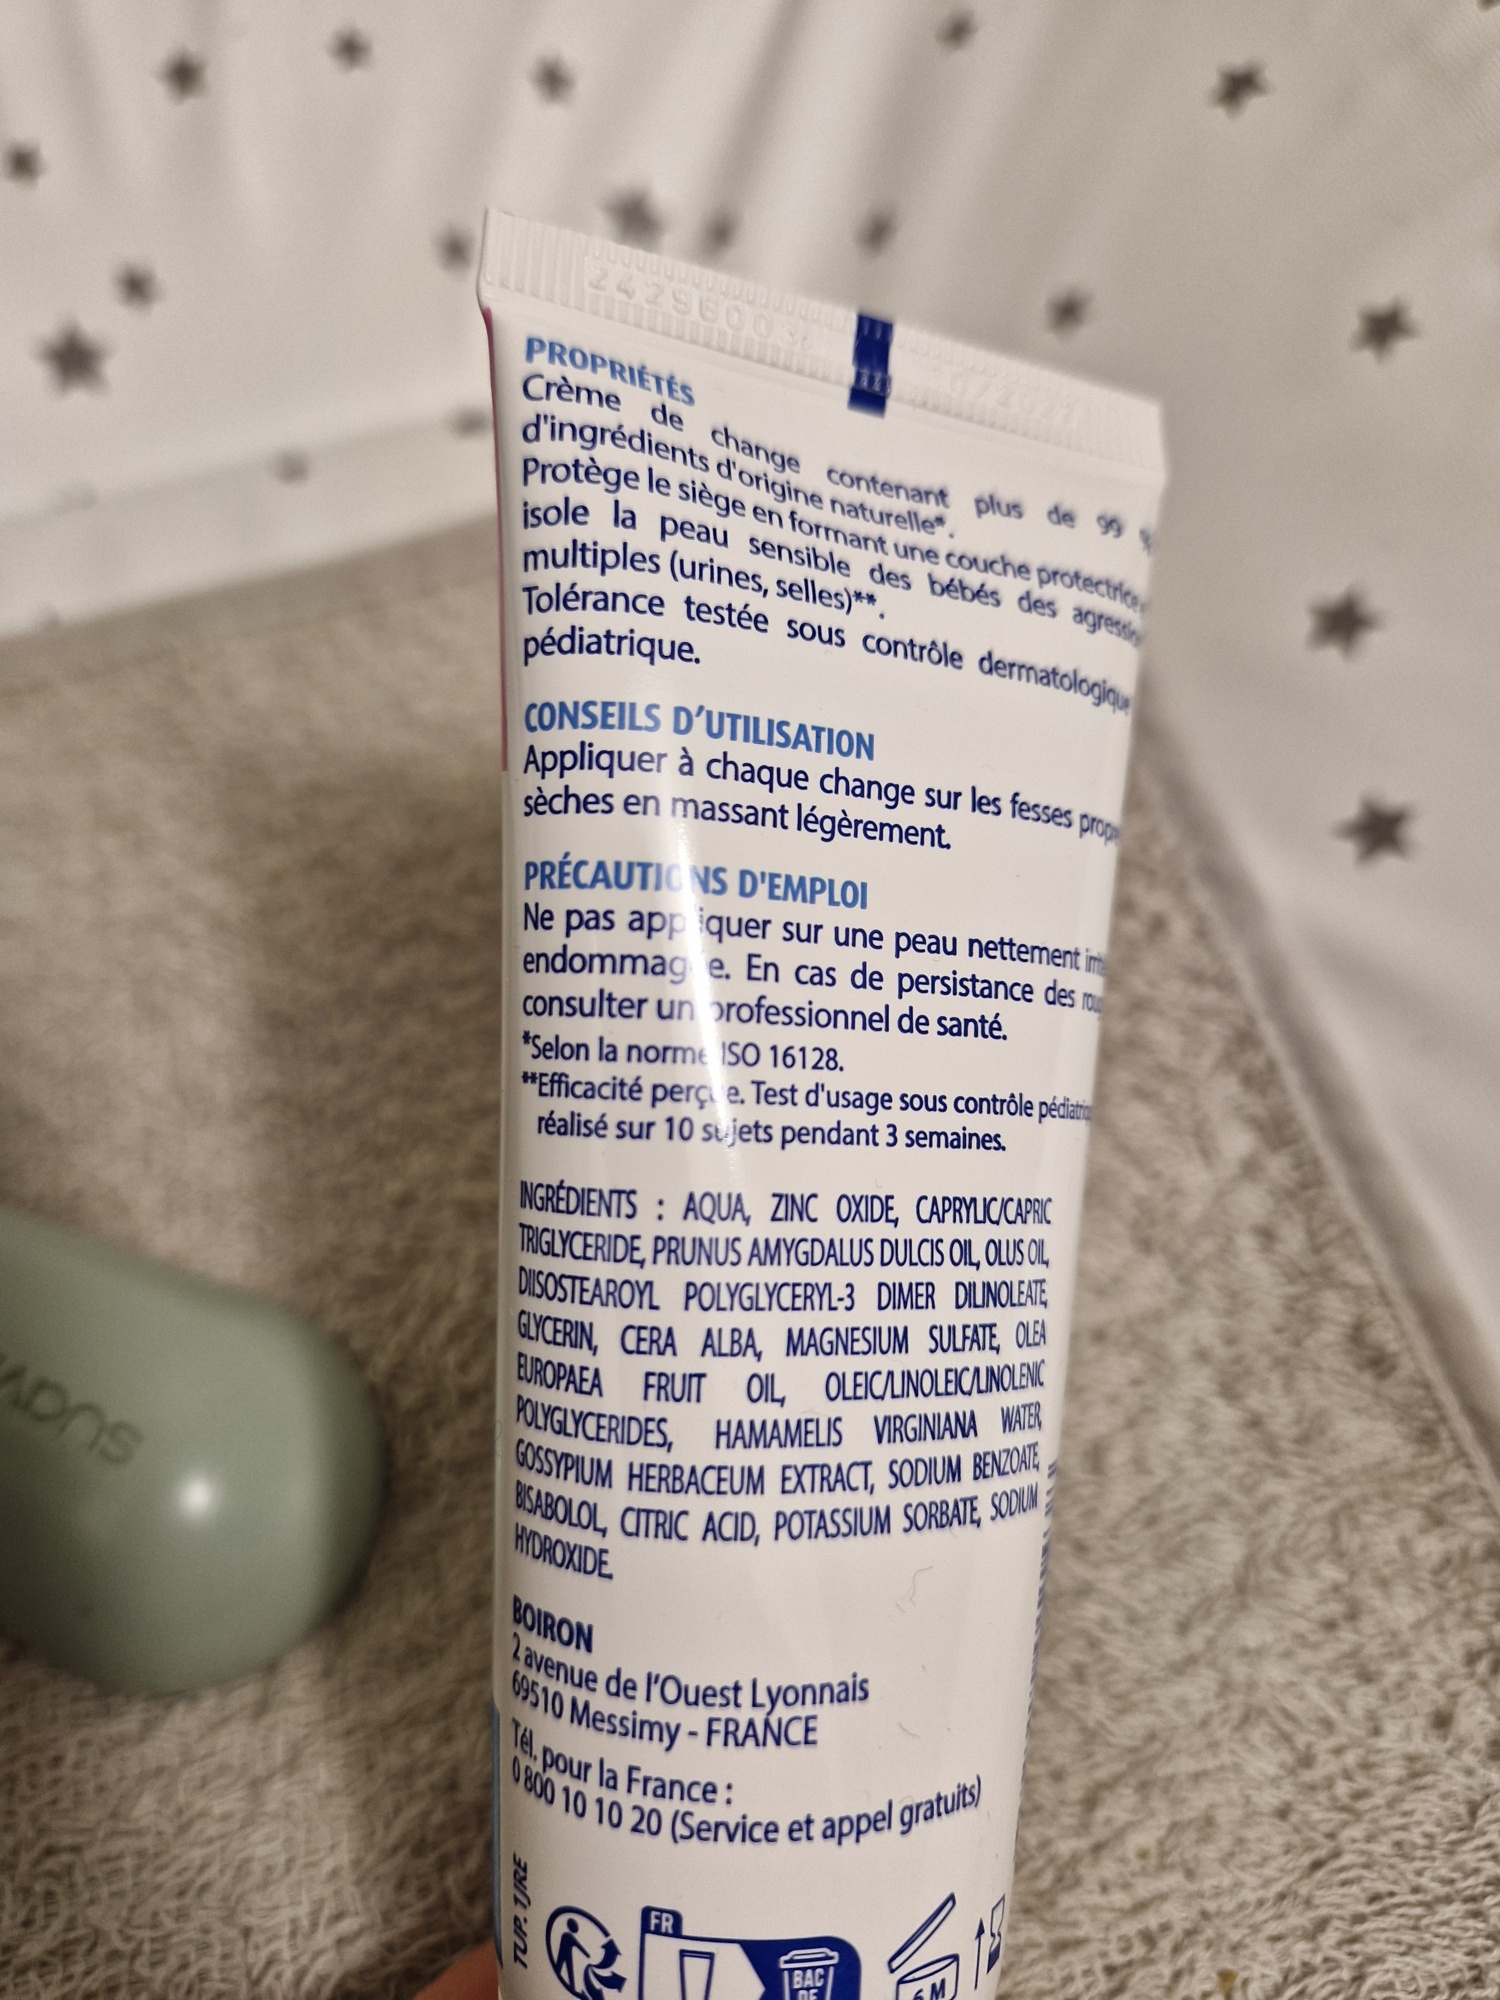 PROPRIÉTÉS
Crème de change contenant plus de 99 %
d'ingrédients d'origine naturelle*.
Protège le siège en formant une couche protectrice
isole la peau sensible des bébés des
multiples (urines, selles)**.
Tolérance testée sous contrôle dermatologique
pédiatrique.
CONSEILS D'UTILISATION
Appliquer à chaque change sur les fesses
sèches en massant légèrement.
PRÉCAUTIONS D'EMPLOI
Ne pas appliquer sur une peau nettement
endommagée. En cas de persistance des
consulter un professionnel de santé.
*Selon la norme ISO 16128.
**Efficacité perçue. Test d'usage sous contrôle
réalisé sur 10 sujets pendant 3 semaines.
INGRÉDIENTS : AQUA, ZINC OXIDE, CAPRYLIC/CAPRIC
TRIGLYCERIDE, PRUNUS AMYGDALUS DULCIS OIL, OLUS OIL,
DIISOSTEAROYL POLYGLYCERYL-3 DIMER DILINOLEATE,
GLYCERIN, CERA ALBA, MAGNESIUM SULFATE, OLEA
EUROPAEA FRUIT OIL, OLEIC/LINOLEIC/LINOLENIC
POLYGLYCERIDES, HAMAMELIS VIRGINIANA WATER,
GOSSYPIUM HERBACEUM EXTRACT, SODIUM BENZOATE,
BISABOLOL, CITRIC ACID, POTASSIUM SORBATE, SODIUM
HYDROXIDE.
BOIRON
2 avenue de l'Ouest Lyonnais
69510 Messimy - FRANCE
Tél. pour la France :
0 800 10 10 20 (Service et appel gratuits)
TUP. 1JRE
FR
BAC
DE
6 M